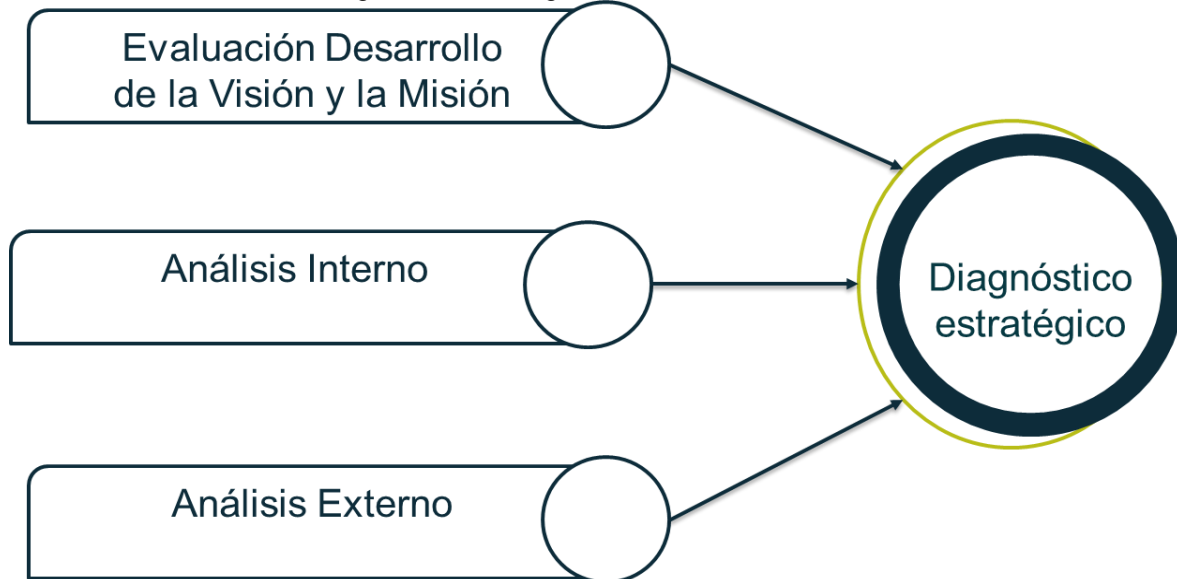 Evaluación Desarrollo
de la Visión y la Misión
Análisis Interno
Diagnóstico
estratégico
Análisis Externo